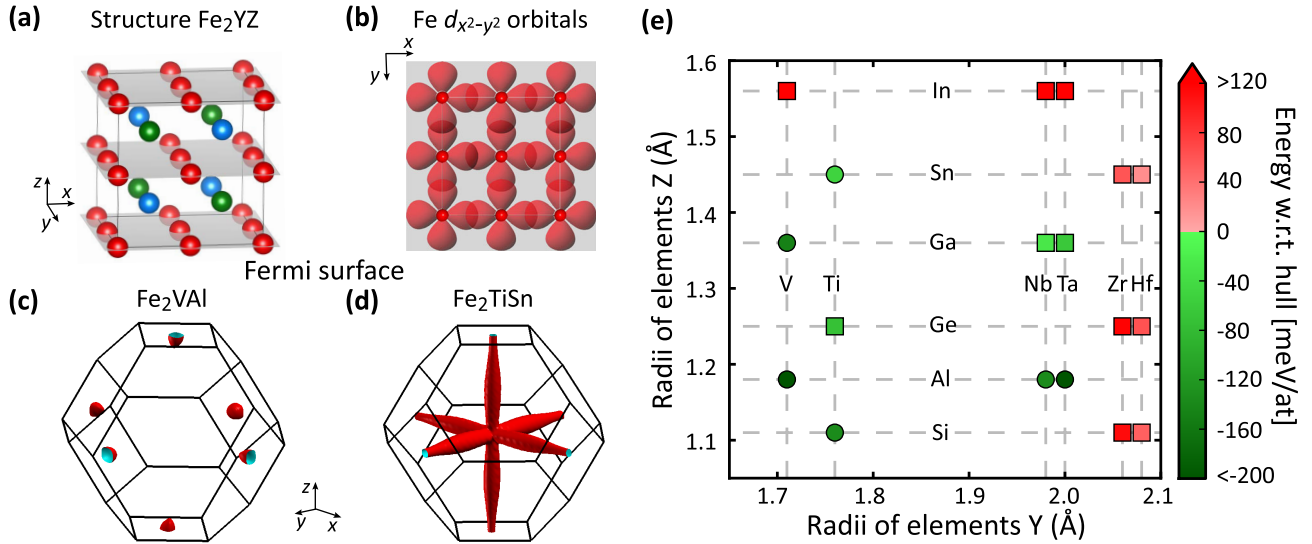 (a) Structure Fe2YZ
z
x
y
(b) Fe dx2-y2 orbitals
x
y
Fermi surface
(c) Fe2VAl
(d) Fe2TiSn
z
y x
(e)
Radii of elements Z (Å)
1.6
1.5
1.4
1.3
1.2
1.1
In
Sn
Ga
V Ti Nb Ta Zr Hf
Ge
Al
Si
1.7 1.8 1.9 2.0 2.1
Radii of elements Y (Å)
>120
80
40
0
-40
-80
-120
-160
<-200
Energy w.r.t. hull [meV/at]